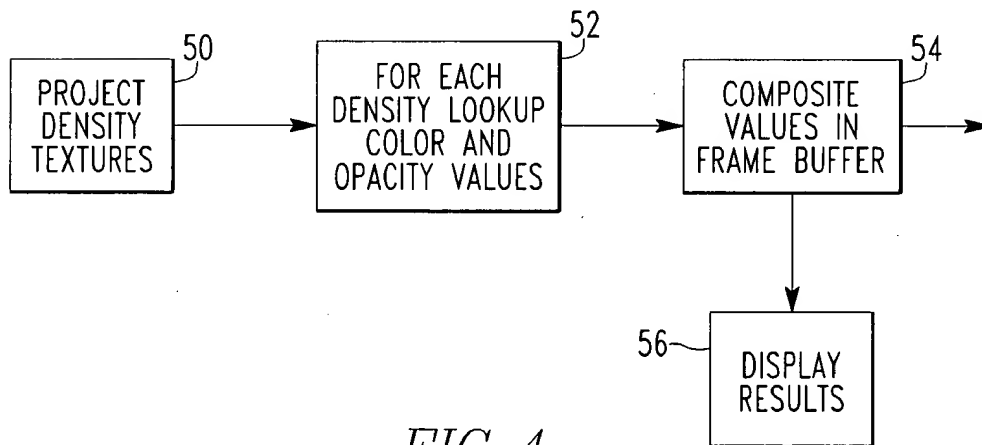 50
PROJECT
DENSITY
TEXTURES
52
FOR EACH
DENSITY LOOKUP
COLOR AND
OPACITY VALUES
54
COMPOSITE
VALUES IN
FRAME BUFFER
56
DISPLAY
RESULTS
FIG. 4